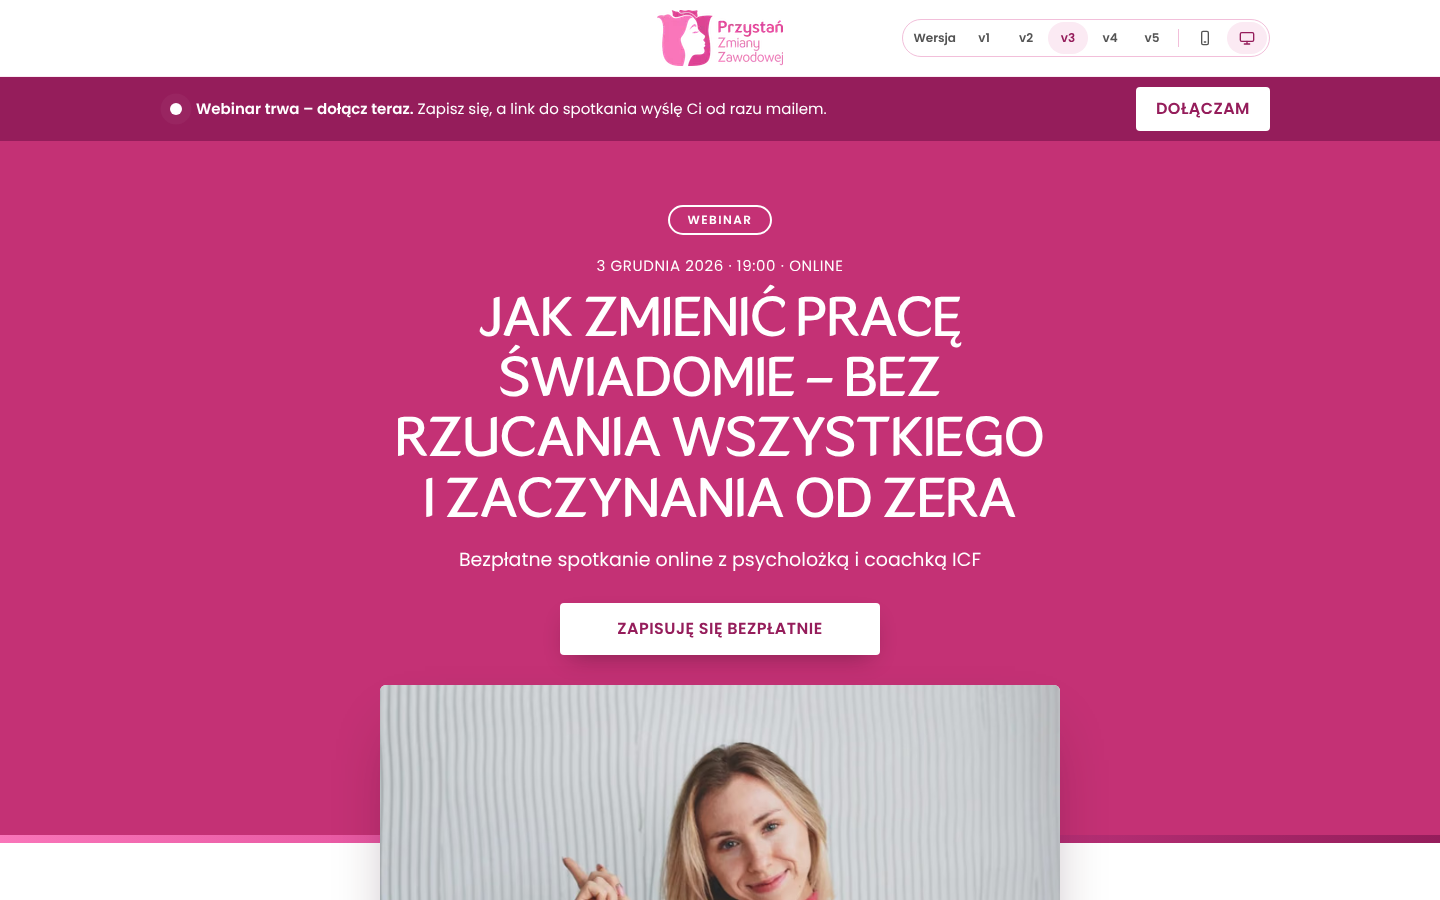 Przystań
Zmiany
Zawodowej
Wersja v1 v2 v3 v4 v5
Webinar trwa – dołącz teraz. Zapisz się, a link do spotkania wyślę Ci od razu mailem.
DOŁĄCZAM
WEBINAR
3 GRUDNIA 2026 · 19:00 · ONLINE
JAK ZMIENIĆ PRACĘ
ŚWIADOMIE – BEZ
RZUCANIA WSZYSTKIEGO
I ZACZYNANIA OD ZERA
Bezpłatne spotkanie online z psycholożką i coachką ICF
ZAPISUJĘ SIĘ BEZPŁATNIE